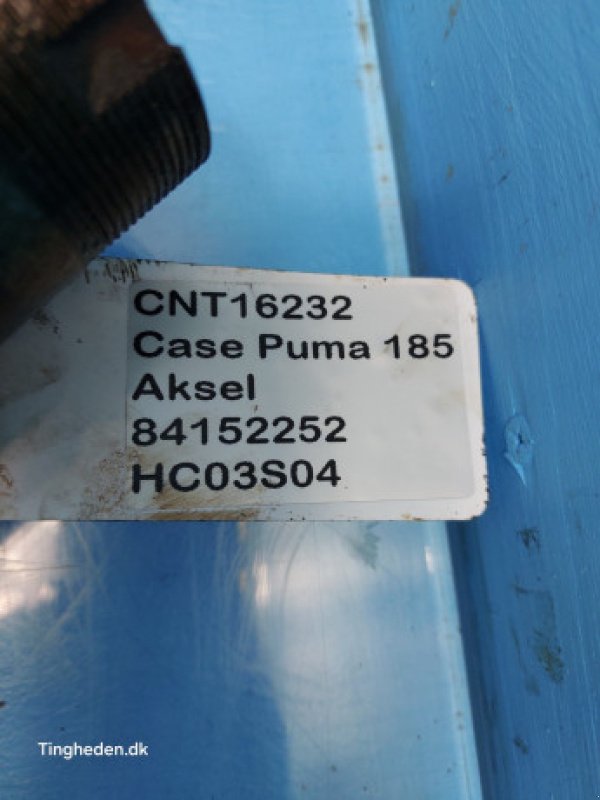 CNT16232
Case Puma 185
Aksel
84152252
HC03S04
Tingheden.dk